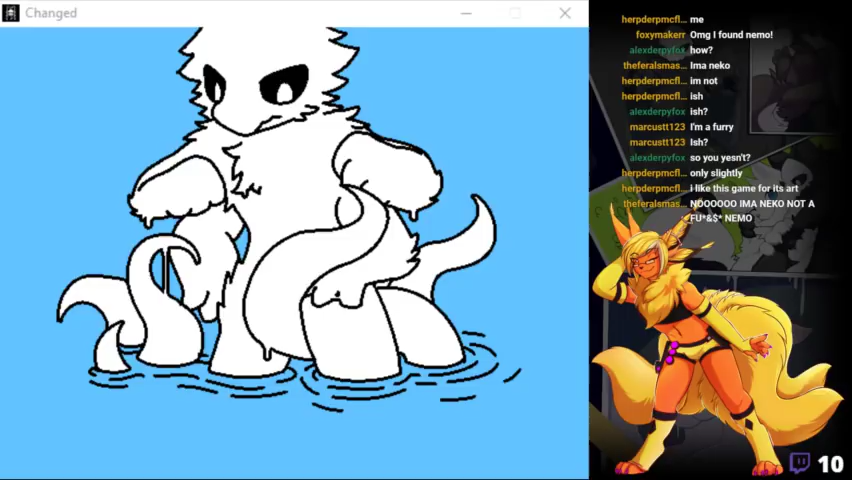 Changed
herpderpmcfl... me
foxymakerr Omg I found nemo!
alexderpyfox how?
theferalsmas... Ima neko
herpderpmcfl... im not
herpderpmcfl... ish
alexderpyfox ish?
marcustt123 I'm a furry
marcustt123 Ish?
alexderpyfox so you yesn't?
herpderpmcfl... only slightly
herpderpmcfl... i like this game for its art
theferalsmas... NOOOOOO IMA NEKO NOT A
FU*&$* NEMO
10